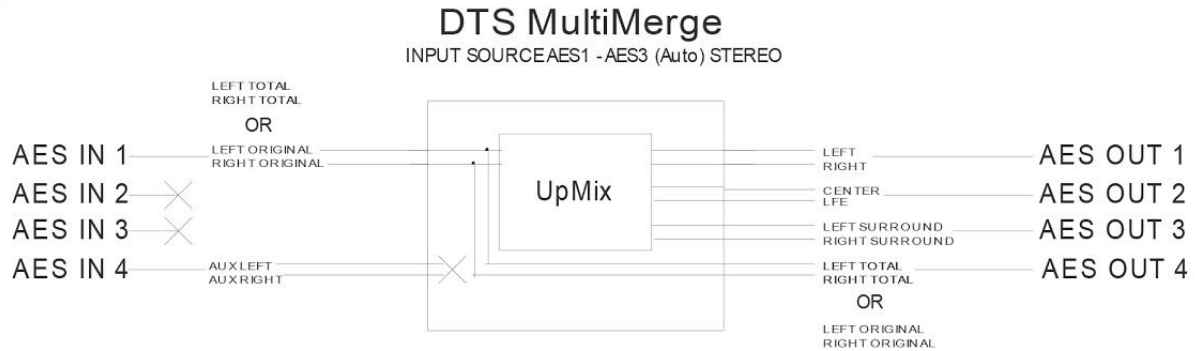 DTS MultiMerge
INPUT SOURCE AES1 - AES3 (Auto) STEREO
LEFT TOTAL
RIGHT TOTAL
OR
AES IN 1
LEFT ORIGINAL
RIGHT ORIGINAL
AES IN 2
AES IN 3
AES IN 4
AUX LEFT
AUX RIGHT
UpMix
LEFT
RIGHT
AES OUT 1
CENTER
LFE
AES OUT 2
LEFT SURROUND
RIGHT SURROUND
AES OUT 3
LEFT TOTAL
RIGHT TOTAL
AES OUT 4
OR
LEFT ORIGINAL
RIGHT ORIGINAL